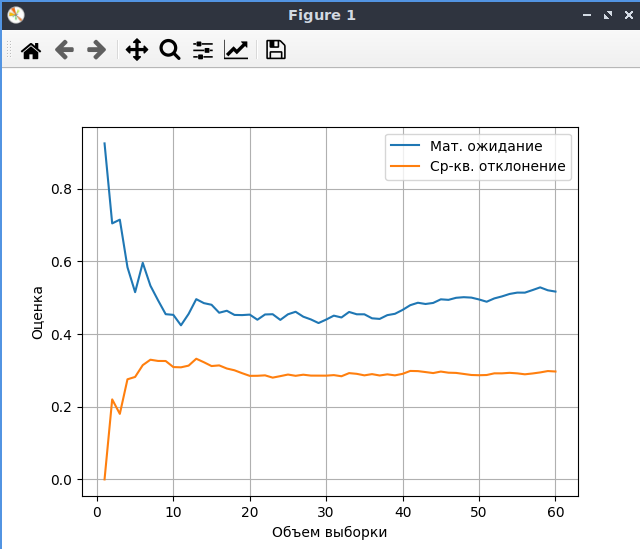 Figure 1
Мат. ожидание
Ср-кв. отклонение
0.8
0.6
0.4
0.2
0.0
Оценка
0 10 20 30 40 50 60
Объем выборки